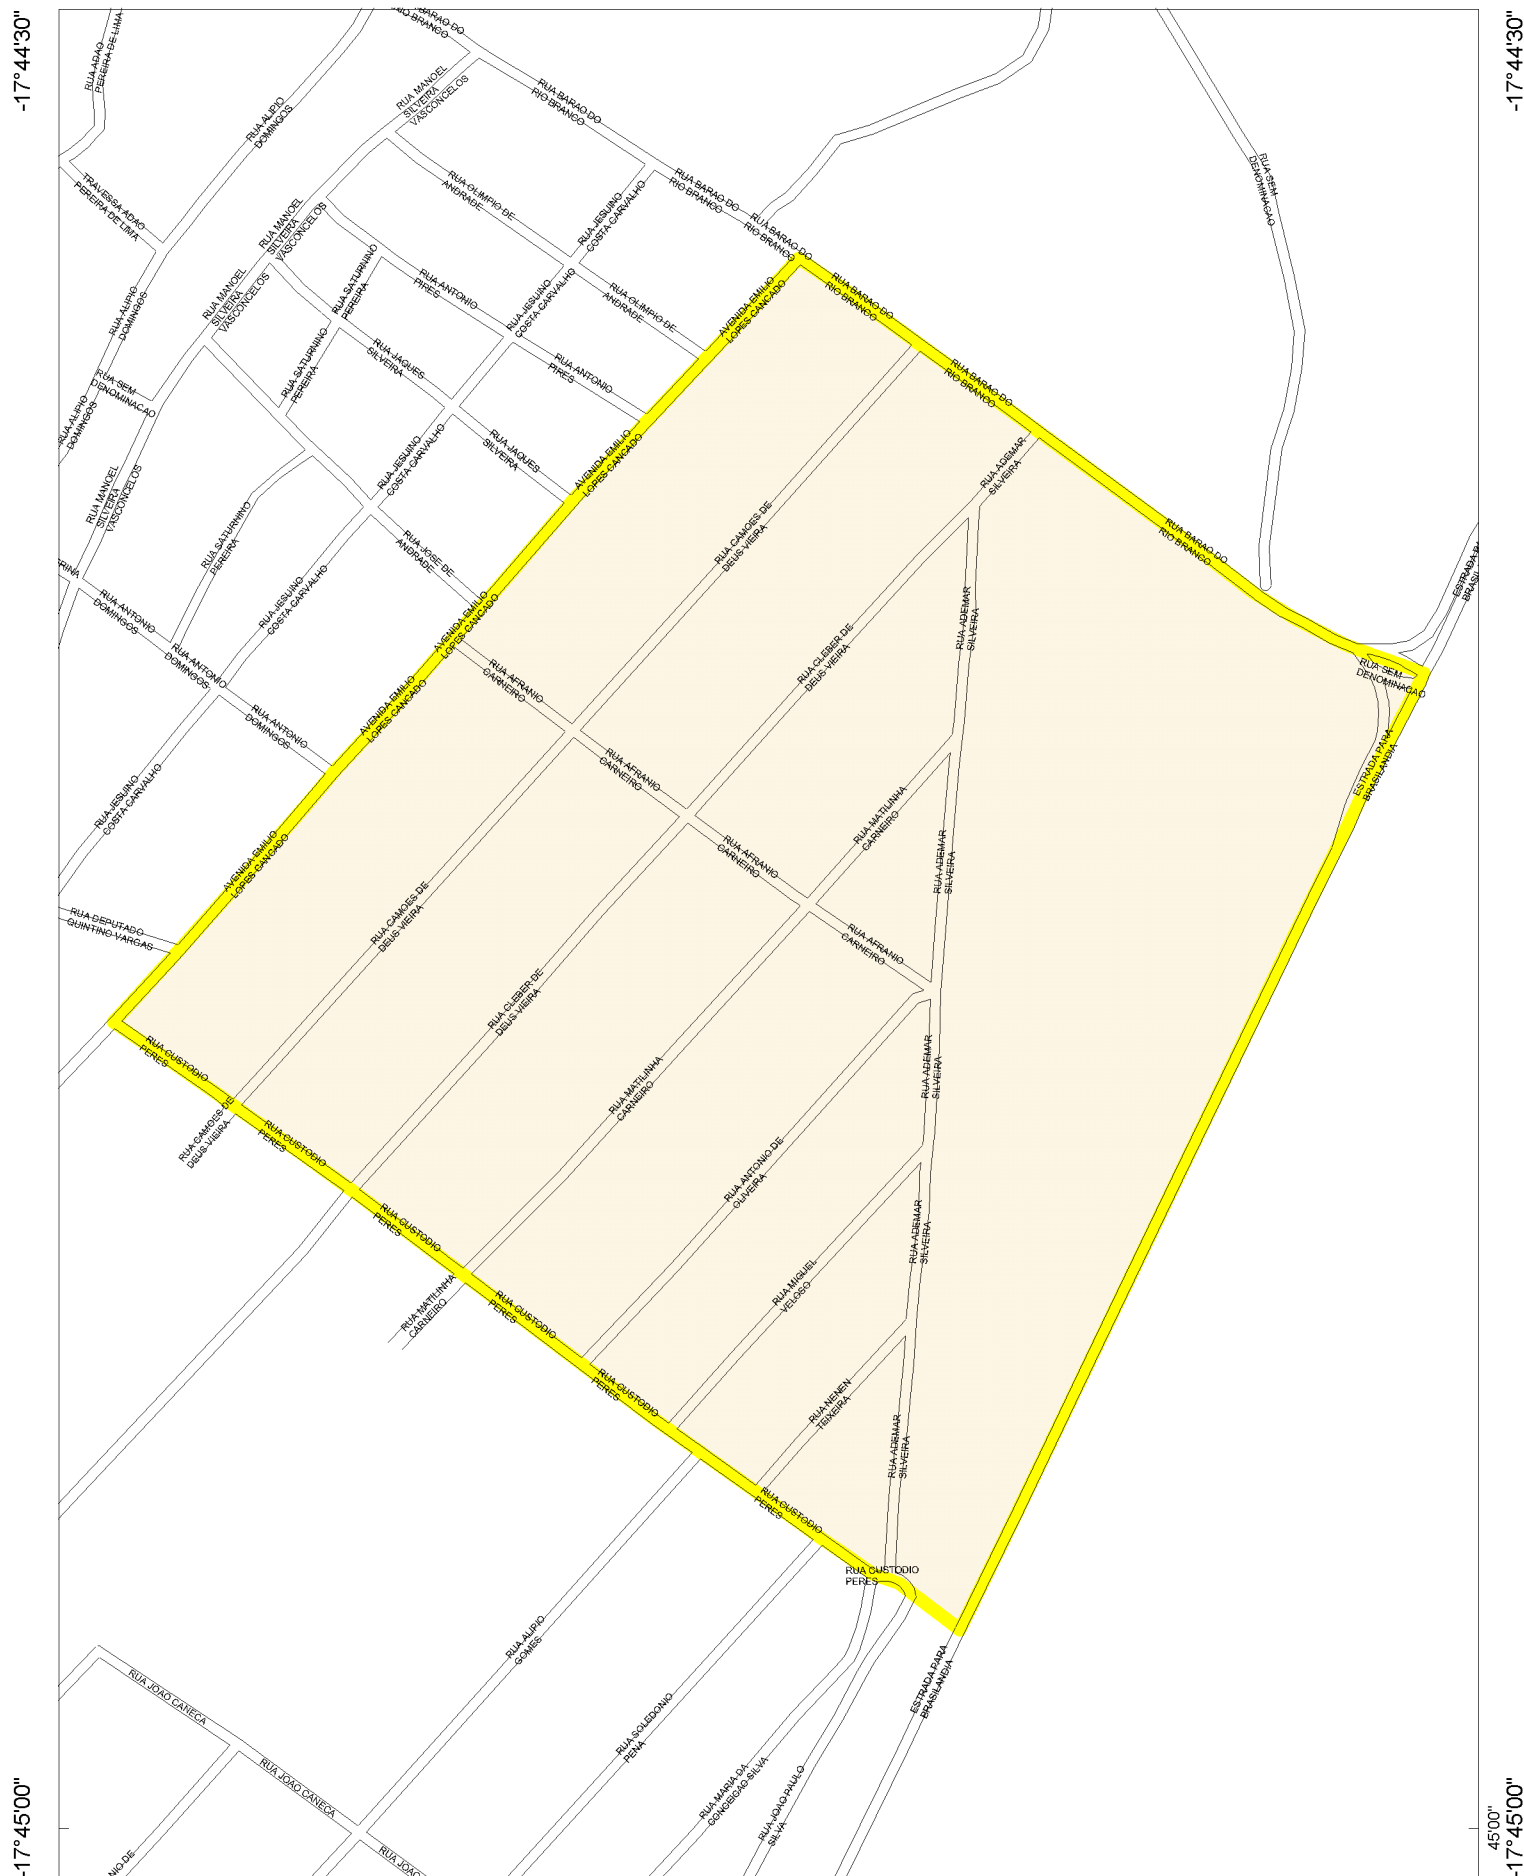 -17°44'30"
-17°44'30"
BARAO DO
RIO BRANCO
RUA ADAO
PEREIRA DE LIMA
RUA ALIPIO
DOMINGOS
RUA MANOEL
SILVEIRA
VASCONCELOS
RUA BARAO DO
RIO BRANCO
TRAVESSA ADAO
PEREIRA DE LIMA
RUA OLIMPIO DE
ANDRADE
RUA JESUINO
COSTA CARVALHO
RUA BARAO DO
RIO BRANCO
RUA BARAO DO
RIO BRANCO
RUA SEM
DENOMINACAO
RUA MANOEL
SILVEIRA
VASCONCELOS
RUA SATURNINO
PEREIRA
RUA ANTONIO
PIRES
RUA JESUINO
COSTA CARVALHO
RUA OLIMPIO DE
ANDRADE
AVENIDA EMILIO
LOPES CANCADO
RUA BARAO DO
RIO BRANCO
RUA ALIPIO
DOMINGOS
RUA MANOEL
SILVEIRA
VASCONCELOS
RUA SATURNINO
PEREIRA
RUA JAQUES
SILVEIRA
RUA ANTONIO
PIRES
RUA BARAO DO
RIO BRANCO
RUA SEM
DENOMINACAO
RUA ALIPIO
DOMINGOS
RUA JESUINO
COSTA CARVALHO
RUA JAQUES
SILVEIRA
AVENIDA EMILIO
LOPES CANCADO
RUA ADEMAR
SILVEIRA
RUA MANOEL
SILVEIRA
VASCONCELOS
RUA SATURNINO
PEREIRA
RUA JOSE DE
ANDRADE
RUA CAMOES DE
DEUS VIEIRA
RUA BARAO DO
RIO BRANCO
ESTRADA PA
BRASIL
RINA
RUA ANTONIO
DOMINGOS
RUA JESUINO
COSTA CARVALHO
AVENIDA EMILIO
LOPES CANCADO
RUA ADEMAR
SILVEIRA
RUA ANTONIO
DOMINGOS
RUA AFRANIO
CARNEIRO
RUA CLEBER DE
DEUS VIEIRA
RUA SEM
DENOMINACAO
RUA ANTONIO
DOMINGOS
AVENIDA EMILIO
LOPES CANCADO
RUA AFRANIO
CARNEIRO
ESTRADA PARA
BRASILANDIA
RUA JESUINO
COSTA CARVALHO
RUA MATILINHA
CARNEIRO
AVENIDA EMILIO
LOPES CANCADO
RUA AFRANIO
CARNEIRO
RUA ADEMAR
SILVEIRA
RUA DEPUTADO
QUINTINO VARGAS
RUA CAMOES DE
DEUS VIEIRA
RUA AFRANIO
CARNEIRO
RUA CLEBER DE
DEUS VIEIRA
RUA CUSTODIO
PERES
RUA MATILINHA
CARNEIRO
RUA ADEMAR
SILVEIRA
RUA CAMOES DE
DEUS VIEIRA
RUA CUSTODIO
PERES
RUA ANTONIO DE
OLIVEIRA
RUA CUSTODIO
PERES
RUA ADEMAR
SILVEIRA
RUA MATILINHA
CARNEIRO
RUA CUSTODIO
PERES
RUA MIGUEL
VELOSO
RUA CUSTODIO
PERES
RUA NENEN
TEIXEIRA
RUA ADEMAR
SILVEIRA
RUA CUSTODIO
PERES
RUA CUSTODIO
PERES
RUA ALIPIO
GOMES
ESTRADA PARA
BRASILANDIA
RUA JOAO CANECA
RUA SOLEDONIO
PENA
RUA JOAO CANECA
RUA MARIA DA
CONCEICAO SILVA
RUA JOAO PAULO
SILVA
NIO DE
RUA JOAO
-17°45'00"
45'00"
-17°45'00"